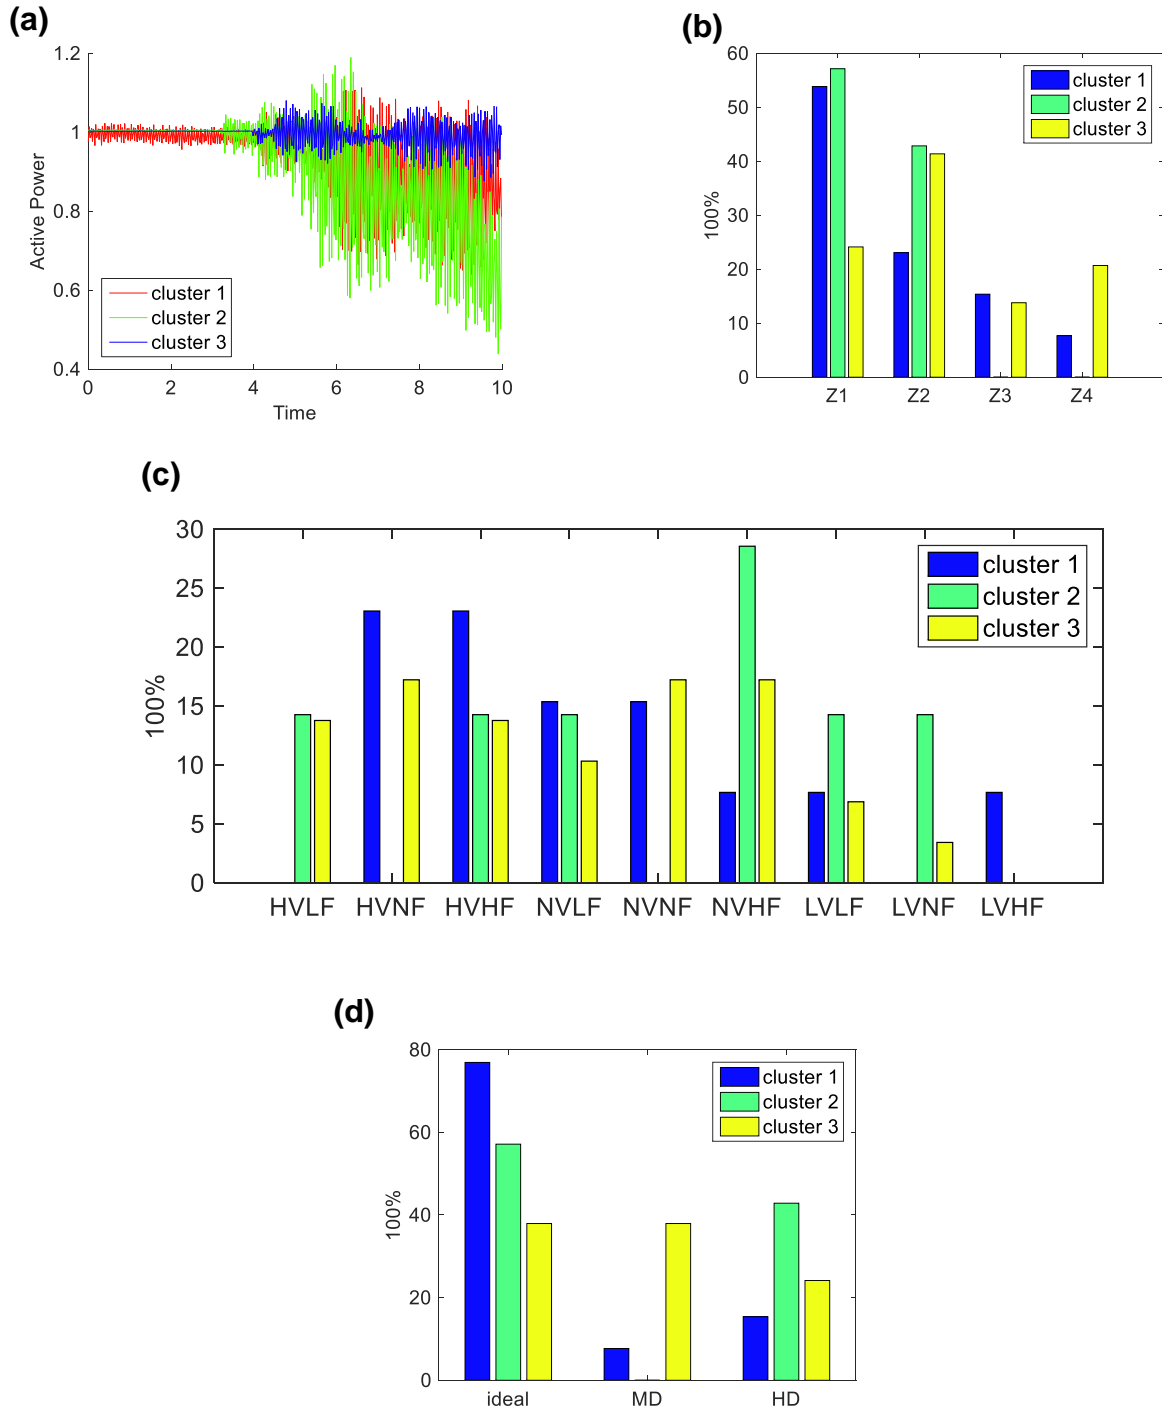 (a)
1.2
1
0.8
0.6
0.4
Active Power
cluster 1
cluster 2
cluster 3
0 2 4 6 8 10
Time
(b)
60
50
40
30
20
10
0
100%
cluster 1
cluster 2
cluster 3
Z1 Z2 Z3 Z4
(c)
30
25
20
15
10
5
0
100%
cluster 1
cluster 2
cluster 3
HVLF HVNF HVHF NVLF NVNF NVHF LVLF LVNF LVHF
(d)
80
60
40
20
0
100%
cluster 1
cluster 2
cluster 3
ideal MD HD